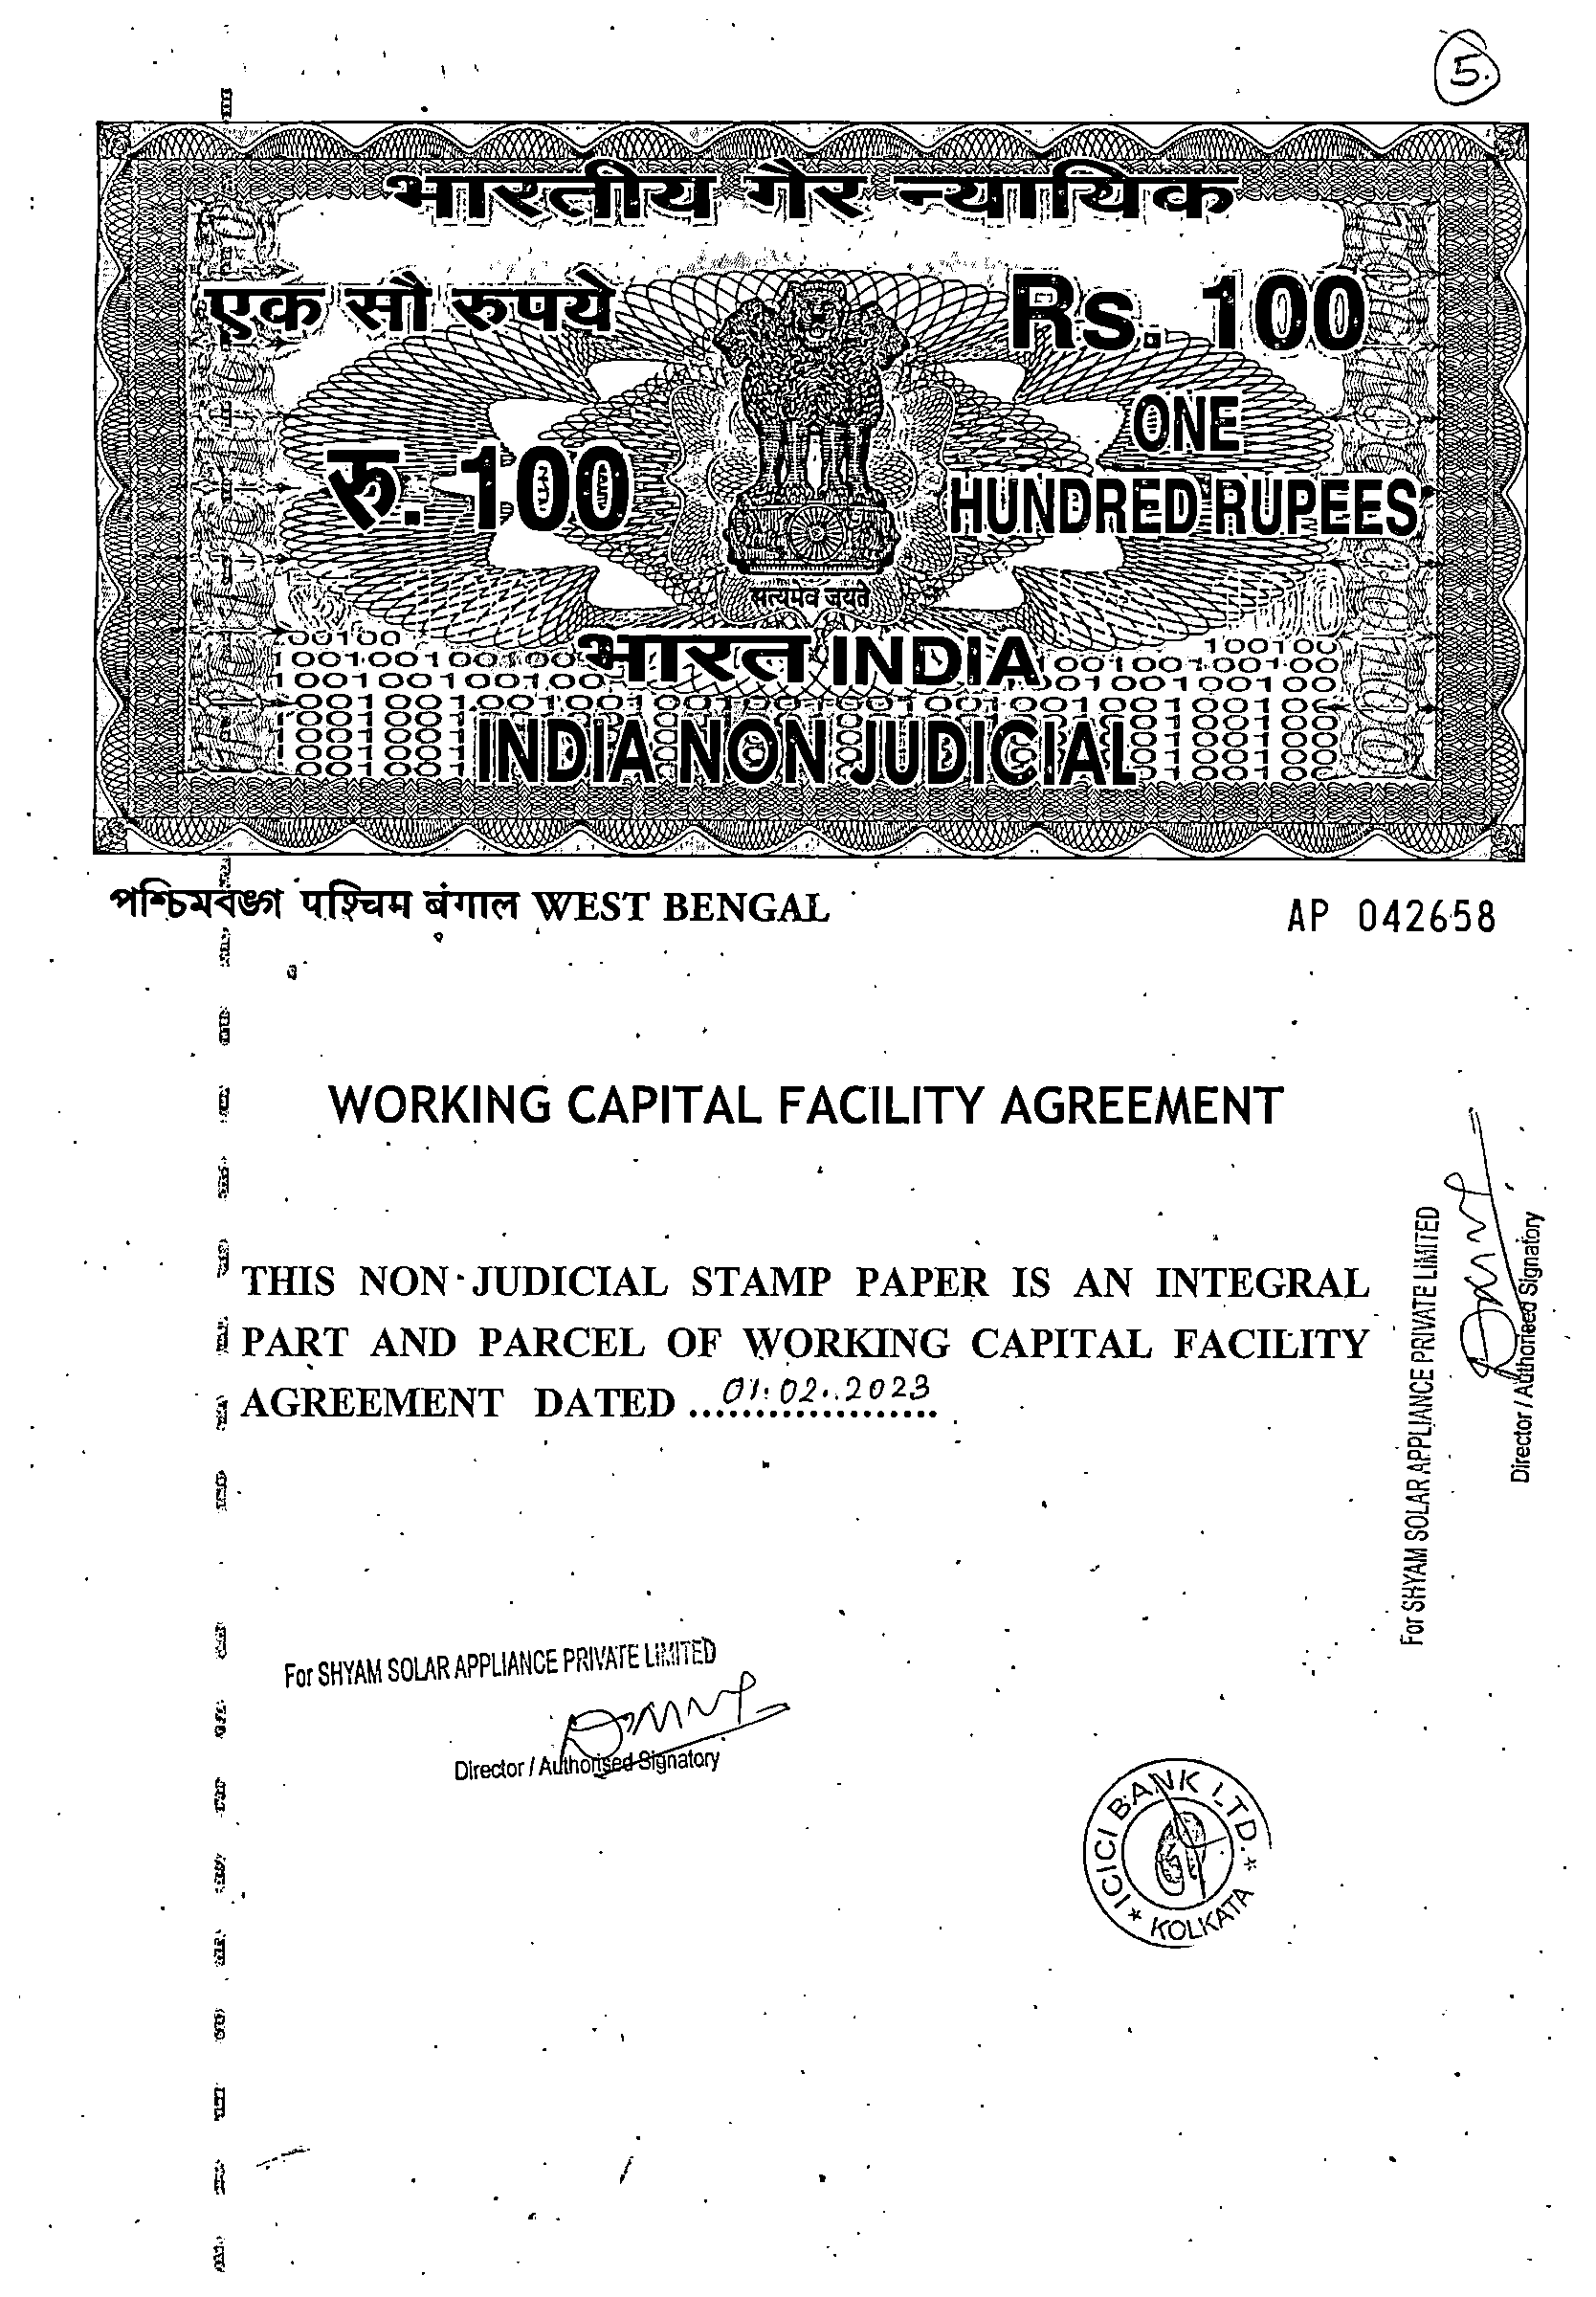 5.
भारतीय गैर न्यायिक
एक सौ रुपये
Rs. 100
रु. 100
ONE
HUNDRED RUPEES
सत्यमेव जयते
भारत INDIA
INDIA NON JUDICIAL
পশ্চিমবঙ্গ पश्चिम बंगाल WEST BENGAL
AP 042658
WORKING CAPITAL FACILITY AGREEMENT
THIS NON JUDICIAL STAMP PAPER IS AN INTEGRAL
PART AND PARCEL OF WORKING CAPITAL FACILITY
AGREEMENT DATED 01.02.2023
For SHYAM SOLAR APPLIANCE PRIVATE LIMITED
Director / Authorised Signatory
For SHYAM SOLAR APPLIANCE PRIVATE LIMITED
Director / Authorised Signatory
ICICI BANK LTD.
* KOLKATA *